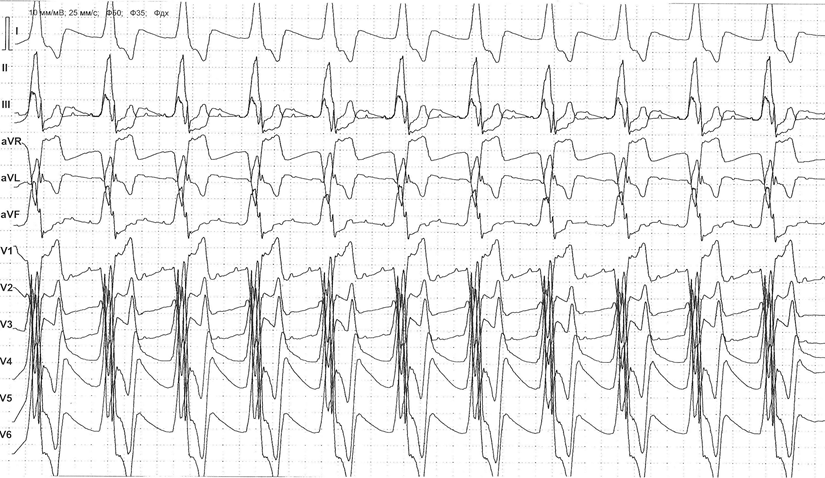 10 мм/мВ; 25 мм/с; Ф50; Ф35; Фдх
I
II
III
aVR
aVL
aVF
V1
V2
V3
V4
V5
V6